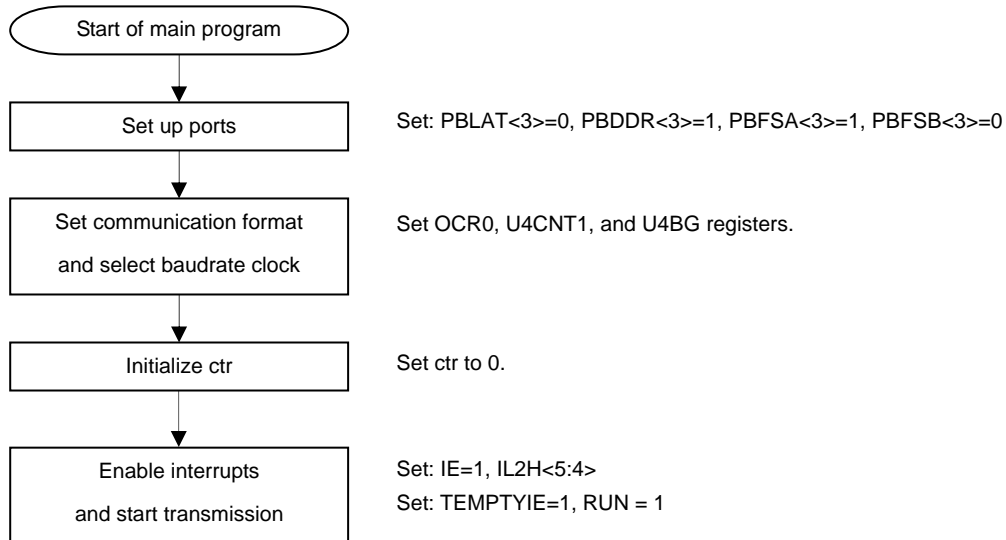 Start of main program
Set up ports
Set: PBLAT<3>=0, PBDDR<3>=1, PBFSA<3>=1, PBFSB<3>=0
Set communication format
and select baudrate clock
Set OCR0, U4CNT1, and U4BG registers.
Initialize ctr
Set ctr to 0.
Enable interrupts
and start transmission
Set: IE=1, IL2H<5:4>
Set: TEMPTYIE=1, RUN = 1